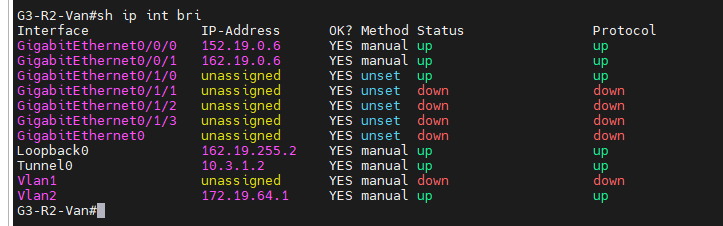 G3-R2-Van#sh ip int bri
Interface IP-Address OK? Method Status Protocol
GigabitEthernet0/0/0 152.19.0.6 YES manual up up
GigabitEthernet0/0/1 162.19.0.6 YES manual up up
GigabitEthernet0/1/0 unassigned YES unset up up
GigabitEthernet0/1/1 unassigned YES unset down down
GigabitEthernet0/1/2 unassigned YES unset down down
GigabitEthernet0/1/3 unassigned YES unset down down
GigabitEthernet0 unassigned YES unset down down
Loopback0 162.19.255.2 YES manual up up
Tunnel0 10.3.1.2 YES manual up up
Vlan1 unassigned YES manual down down
Vlan2 172.19.64.1 YES manual up up
G3-R2-Van#